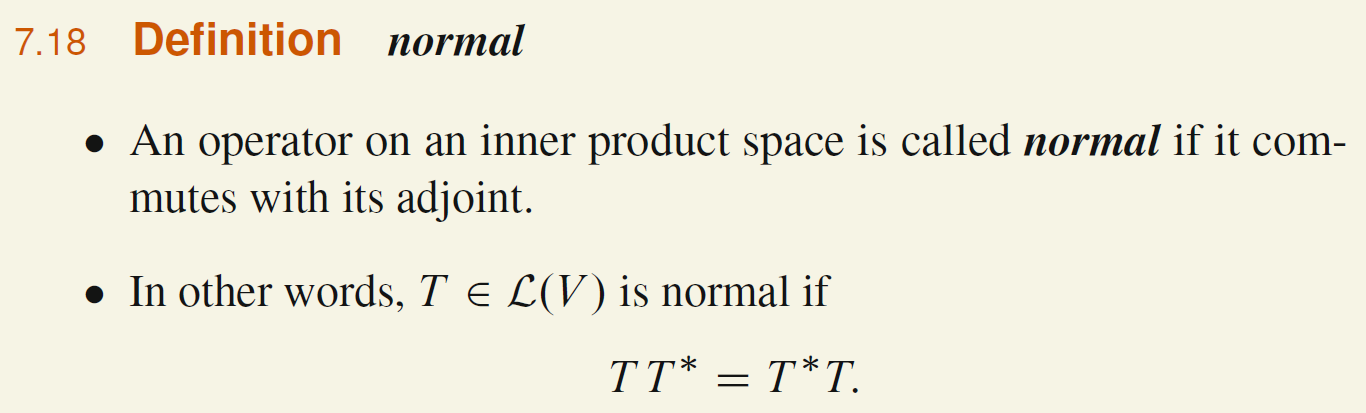 7.18 Definition normal
• An operator on an inner product space is called normal if it com-
mutes with its adjoint.
• In other words, T ∈ ℒ(V) is normal if
TT* = T*T.